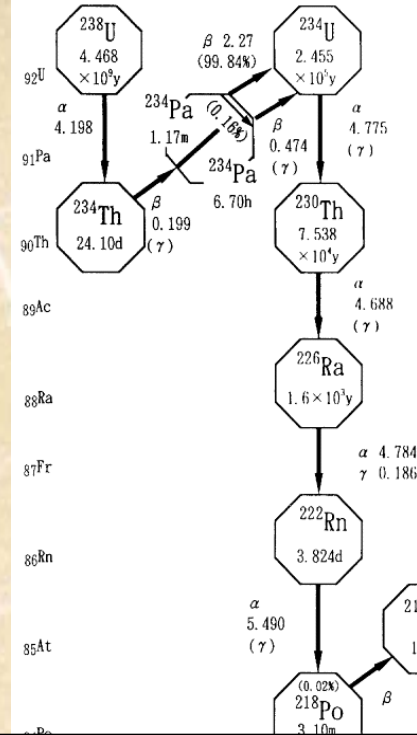 ²³⁸U
4.468
×10⁹y
₉₂U
β 2.27
(99.84%)
²³⁴U
2.455
×10⁵y
α
4.198
²³⁴Pa
1.17m
(0.16%)
²³⁴Pa
6.70h
β
0.474
(γ)
α
4.775
(γ)
₉₁Pa
²³⁴Th
24.10d
β
0.199
(γ)
²³⁰Th
7.538
×10⁴y
₉₀Th
α
4.688
(γ)
₈₉Ac
²²⁶Ra
1.6×10³y
₈₈Ra
α 4.784
γ 0.186
₈₇Fr
²²²Rn
3.824d
₈₆Rn
α
5.490
(γ)
₈₅At
(0.02%)
²¹⁸Po
3.10m
β